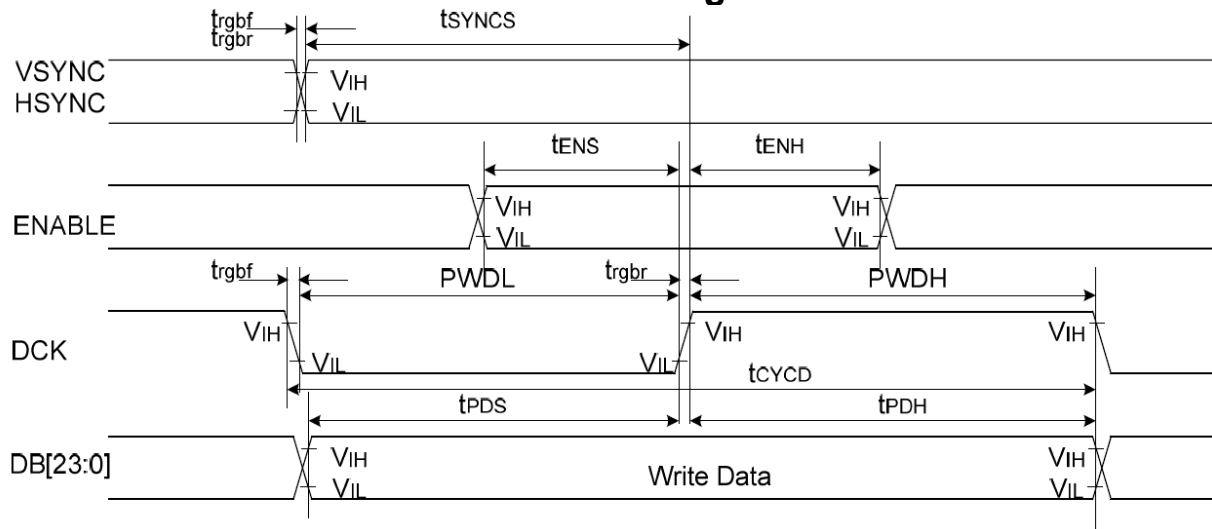 trgbf
trgbr
tSYNCS
VSYNC
HSYNC
VIH
VIL
tENS
tENH
ENABLE
VIH
VIL
VIH
VIL
trgbf
PWDL
trgbr
PWDH
DCK
VIH
VIL
VIL
VIH
VIH
tCYCD
tPDS
tPDH
DB[23:0]
VIH
VIL
Write Data
VIH
VIL